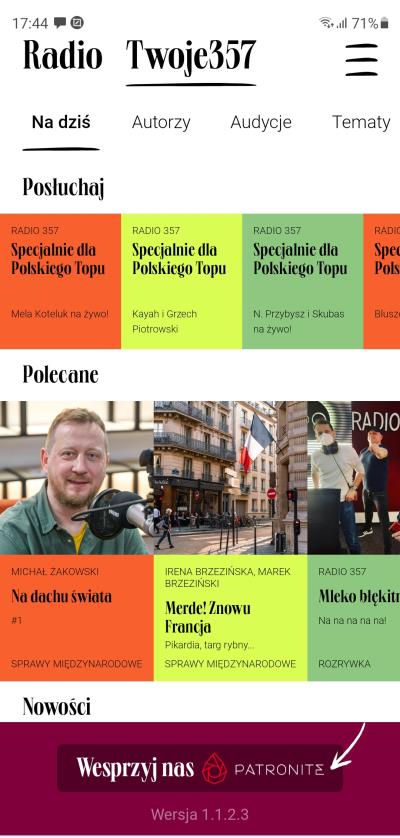 17:44 71%
Radio Twoje357
Na dziś Autorzy Audycje Tematy
Posłuchaj
RADIO 357
Specjalnie dla
Polskiego Topu
Mela Koteluk na żywo!
RADIO 357
Specjalnie dla
Polskiego Topu
Kayah i Grzech
Piotrowski
RADIO 357
Specjalnie dla
Polskiego Topu
N. Przybysz i Skubas
na żywo!
Polecane
RADIO
MICHAŁ ŻAKOWSKI
Na dachu świata
#1
SPRAWY MIĘDZYNARODOWE
IRENA BRZEZIŃSKA, MAREK
BRZEZIŃSKI
Merde! Znowu
Francja
Pikardia, targ rybny...
SPRAWY MIĘDZYNARODOWE
RADIO 357
Mleko
Na na na na na!
ROZRYWKA
Nowości
Wesprzyj nas PATRONITE
Wersja 1.1.2.3